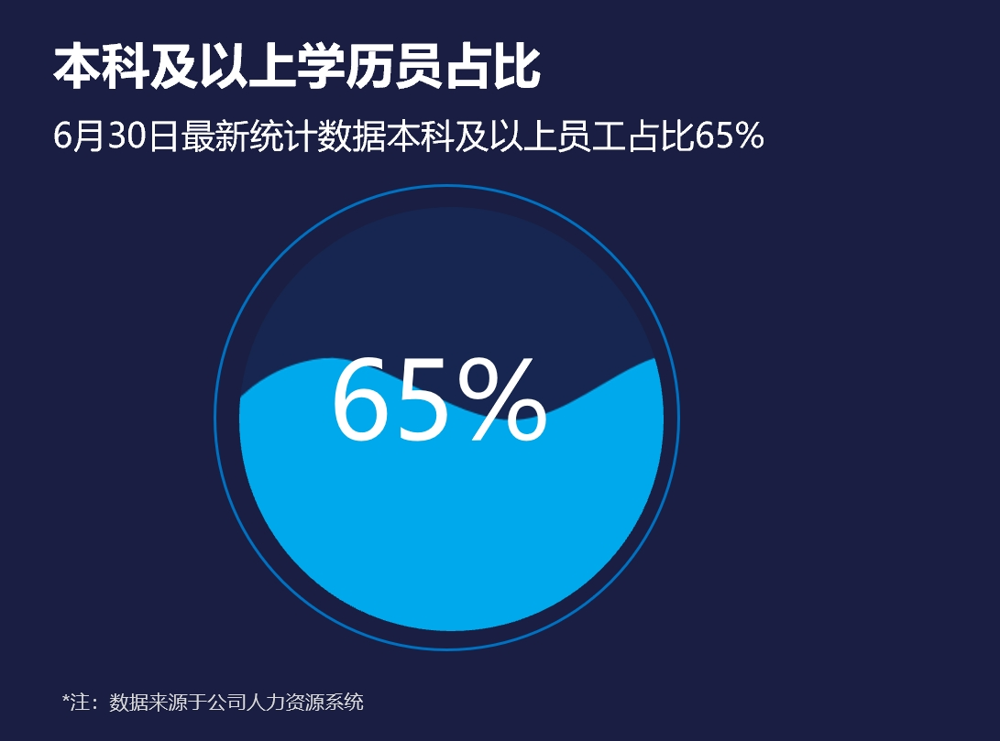 本科及以上学历员占比
6月30日最新统计数据本科及以上员工占比65%
65%
*注：数据来源于公司人力资源系统